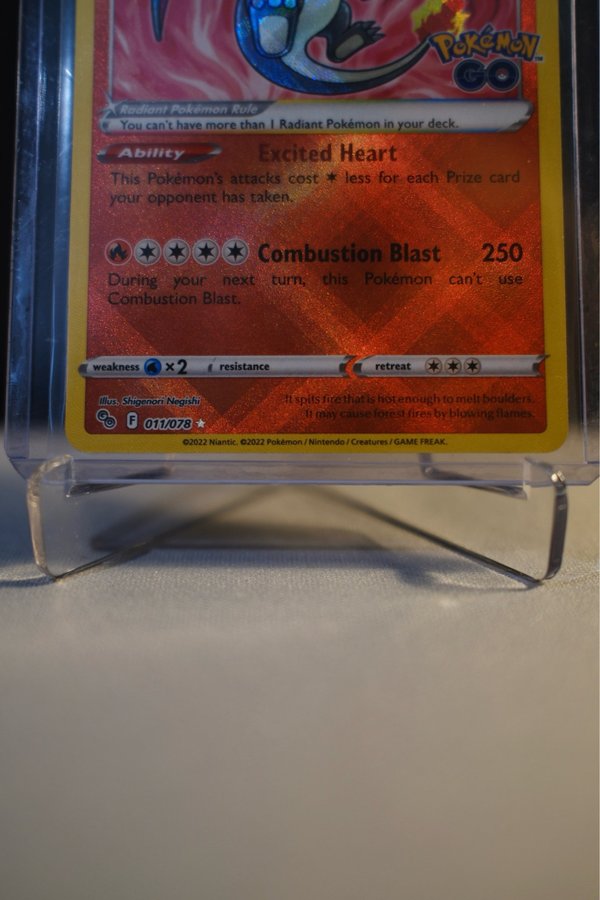 POKÉMON
GO
Radiant Pokémon Rule
You can't have more than 1 Radiant Pokémon in your deck.
Ability Excited Heart
This Pokémon's attacks cost less for each Prize card
your opponent has taken.
Combustion Blast 250
During your next turn, this Pokémon can't use
Combustion Blast.
weakness ×2 resistance retreat
Illus. Shigenori Negishi
It spits fire that is hot enough to melt boulders.
It may cause forest fires by blowing flames.
GO F 011/078
©2022 Niantic. ©2022 Pokémon / Nintendo / Creatures / GAME FREAK.